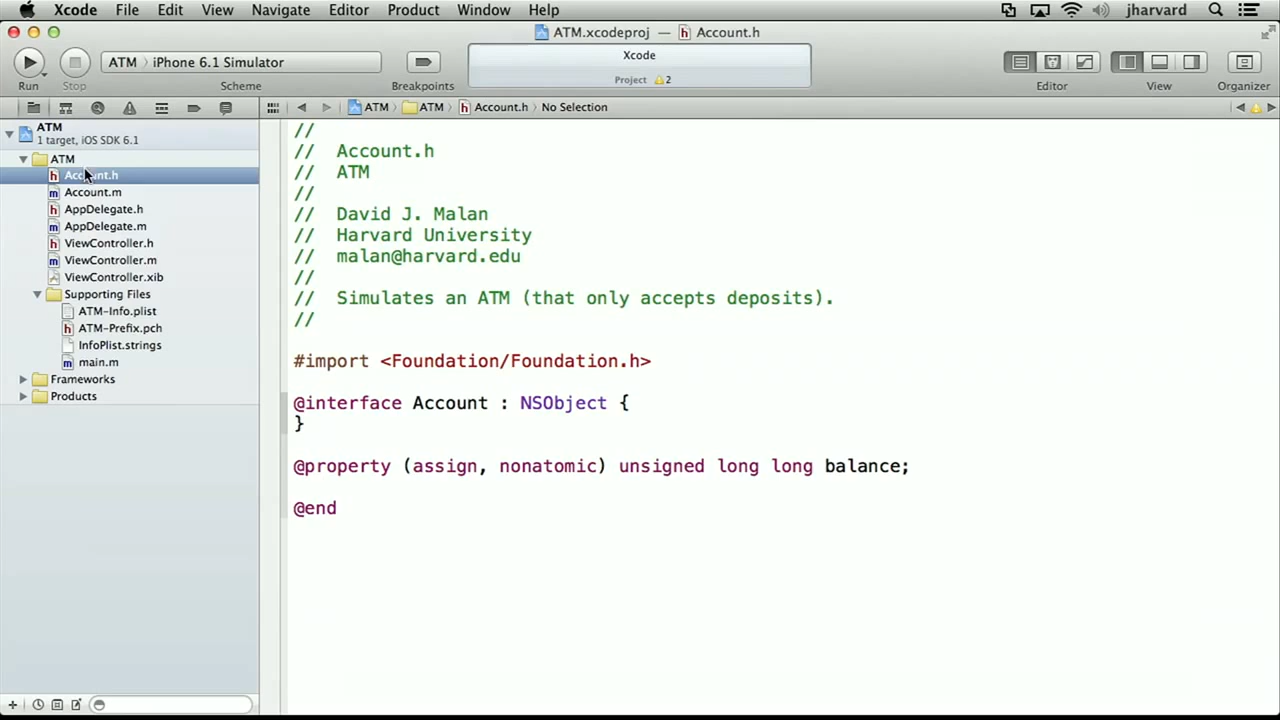 Xcode File Edit View Navigate Editor Product Window Help jharvard
ATM.xcodeproj — Account.h
ATM iPhone 6.1 Simulator
Xcode
Project 2
Run Stop Scheme Breakpoints Editor View Organizer
ATM ATM Account.h No Selection
ATM
1 target, iOS SDK 6.1
ATM
Account.h
Account.m
AppDelegate.h
AppDelegate.m
ViewController.h
ViewController.m
ViewController.xib
Supporting Files
ATM-Info.plist
ATM-Prefix.pch
InfoPlist.strings
main.m
Frameworks
Products
//
// Account.h
// ATM
//
// David J. Malan
// Harvard University
// malan@harvard.edu
//
// Simulates an ATM (that only accepts deposits).
//
#import <Foundation/Foundation.h>
@interface Account : NSObject {
}
@property (assign, nonatomic) unsigned long long balance;
@end